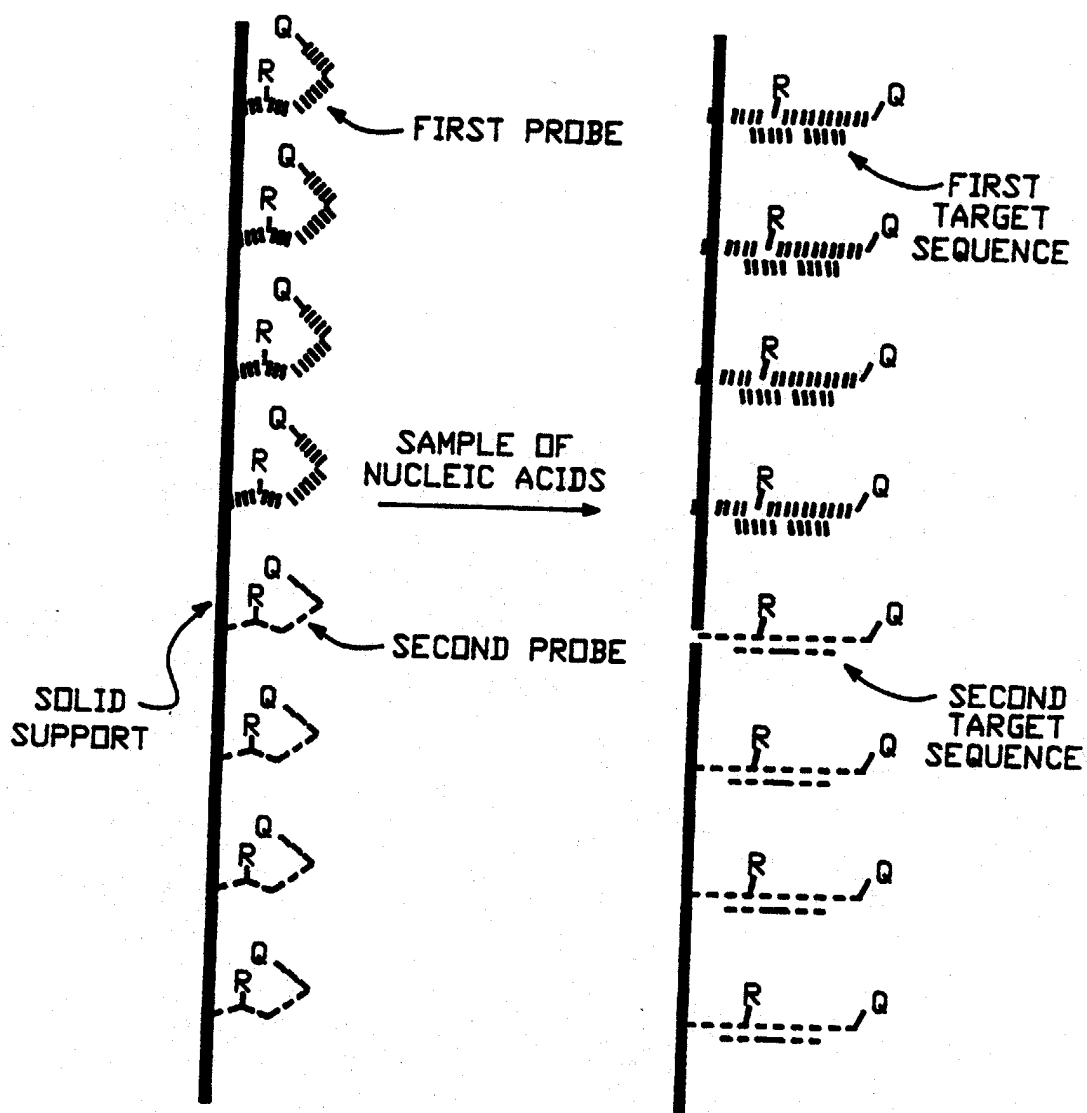 Q
R
FIRST PROBE
Q
R
Q
R
Q
R
Q
R
SECOND PROBE
SOLID
SUPPORT
Q
R
Q
R
Q
R
SAMPLE OF
NUCLEIC ACIDS
R Q
FIRST
TARGET
SEQUENCE
R Q
R Q
R Q
R Q
SECOND
TARGET
SEQUENCE
R Q
R Q
R Q